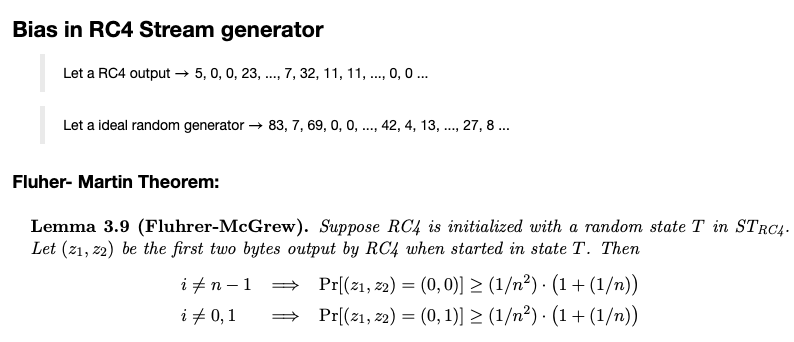 Bias in RC4 Stream generator
Let a RC4 output → 5, 0, 0, 23, ..., 7, 32, 11, 11, ..., 0, 0 ...
Let a ideal random generator → 83, 7, 69, 0, 0, ..., 42, 4, 13, ..., 27, 8 ...
Fluher- Martin Theorem:
Lemma 3.9 (Fluhrer-McGrew). Suppose RC4 is initialized with a random state T in ST_RC4.
Let (z₁, z₂) be the first two bytes output by RC4 when started in state T. Then
i ≠ n − 1 ⟹ Pr[(z₁, z₂) = (0, 0)] ≥ (1/n²) · (1 + (1/n))
i ≠ 0, 1 ⟹ Pr[(z₁, z₂) = (0, 1)] ≥ (1/n²) · (1 + (1/n))